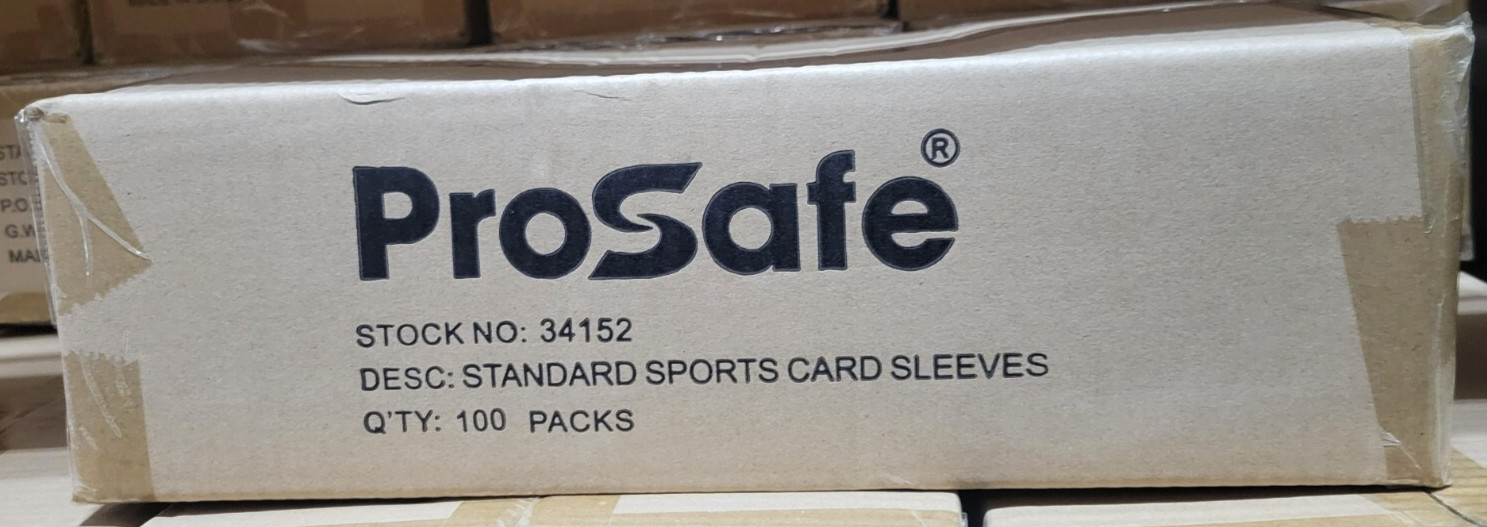 ProSafe®
STOCK NO: 34152
DESC: STANDARD SPORTS CARD SLEEVES
Q'TY: 100 PACKS
P.O
G.W